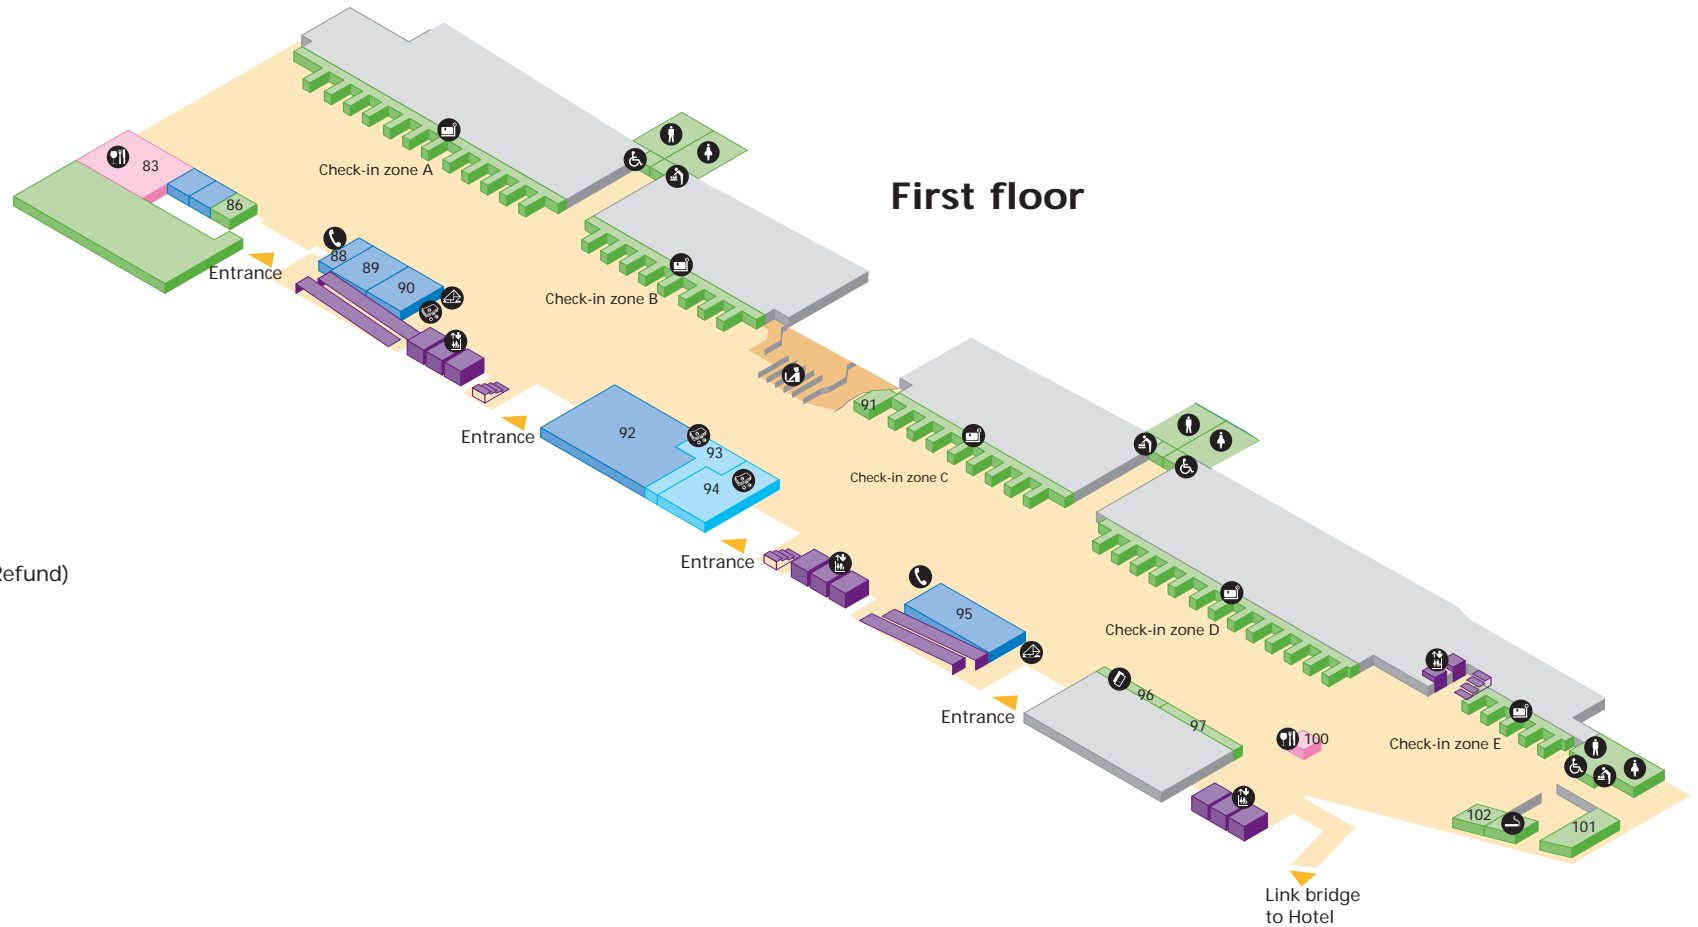 First floor
Check-in zone A
83
86
Entrance
88
89
90
Check-in zone B
91
Entrance
92
93
94
Check-in zone C
Entrance
efund)
95
Check-in zone D
96
97
Entrance
100
Check-in zone E
102
101
Link bridge
to Hotel